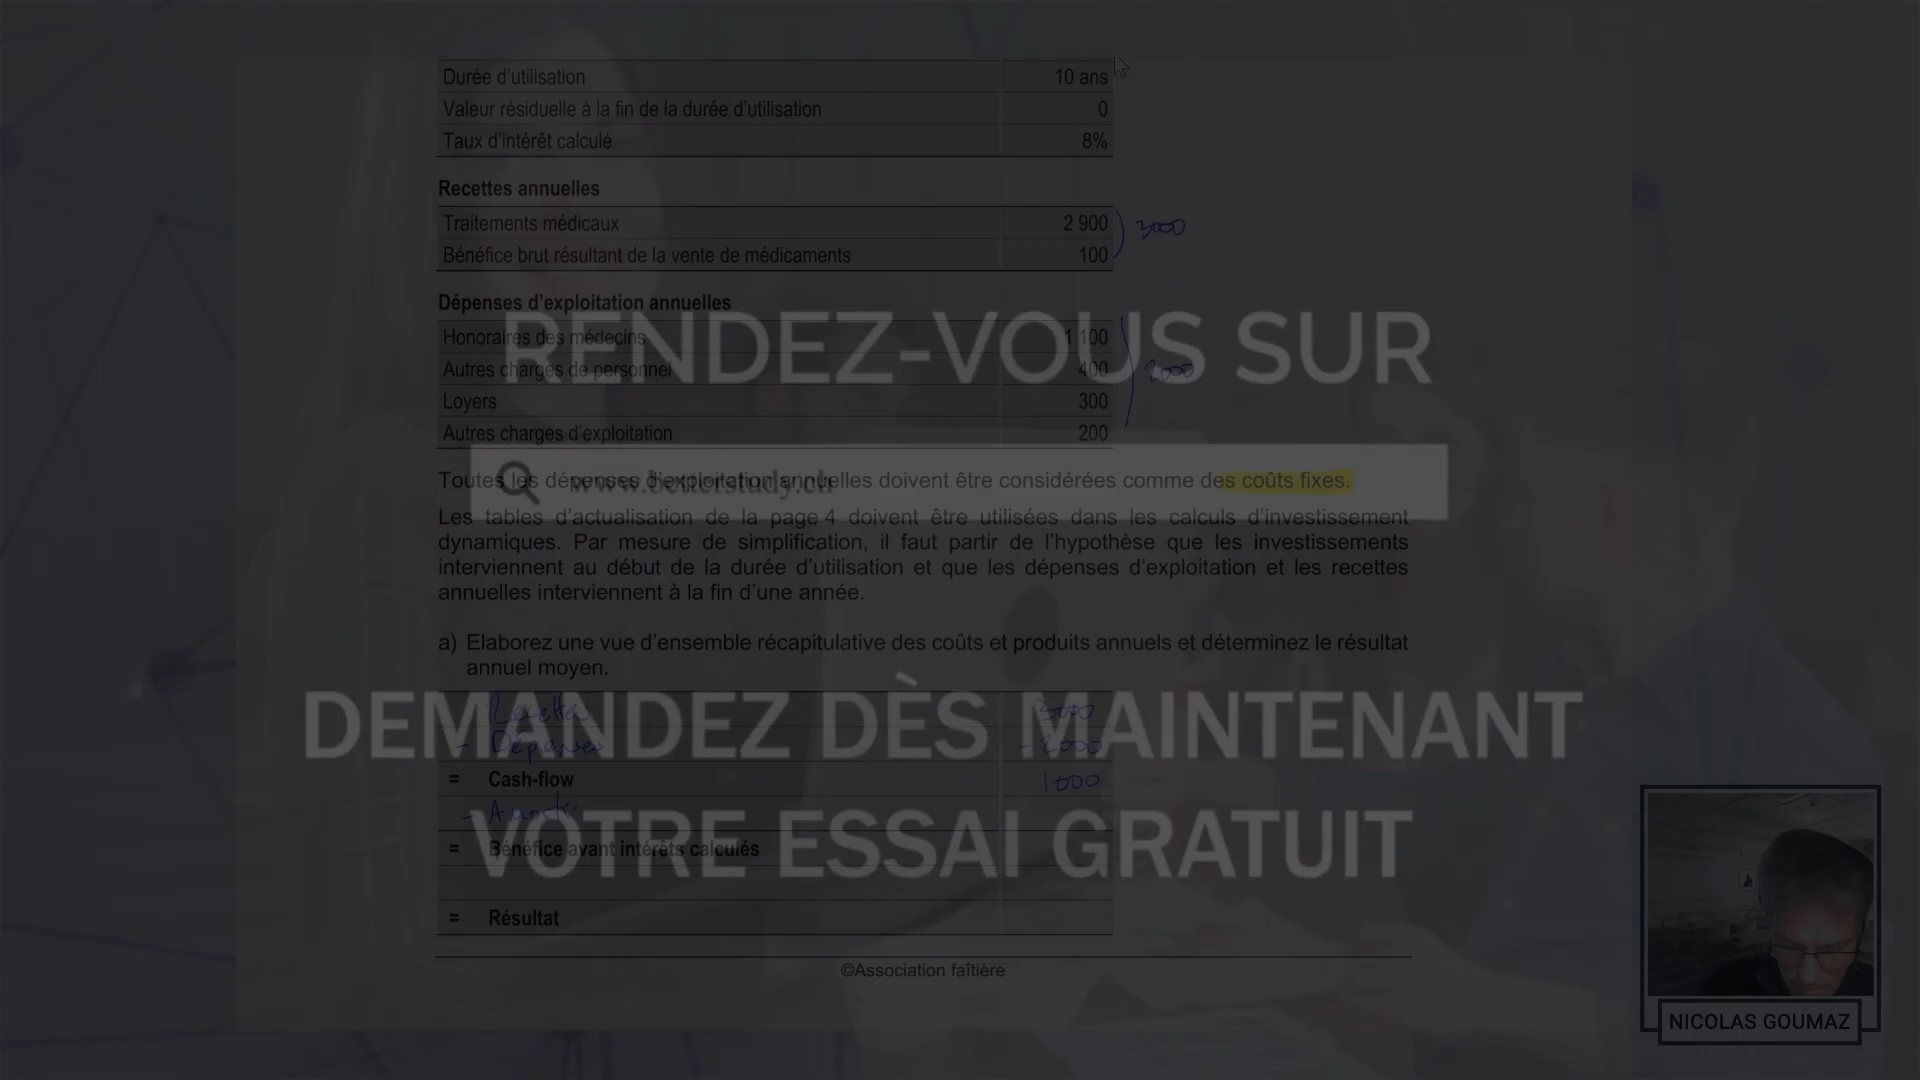 Durée d'utilisation 10 ans
Valeur résiduelle à la fin de la durée d'utilisation 0
Taux d'intérêt calculé 8%
Recettes annuelles
Traitements médicaux 2 900
3000
Bénéfice brut résultant de la vente de médicaments 100
Dépenses d'exploitation annuelles
RENDEZ-VOUS SUR
Honoraires des médecins 1 100
Autres charges de personnel 400
2000
Loyers 300
Autres charges d'exploitation 200
Toutes les dépenses d'exploitation annuelles doivent être considérées comme des coûts fixes.
www.betterstudy.ch
Les tables d'actualisation de la page 4 doivent être utilisées dans les calculs d'investissement
dynamiques. Par mesure de simplification, il faut partir de l'hypothèse que les investissements
interviennent au début de la durée d'utilisation et que les dépenses d'exploitation et les recettes
annuelles interviennent à la fin d'une année.
a) Elaborez une vue d'ensemble récapitulative des coûts et produits annuels et déterminez le résultat
annuel moyen.
Recettes 3000
DEMANDEZ DÈS MAINTENANT
- Dépenses - 2000
= Cash-flow 1000
- Amorti
VOTRE ESSAI GRATUIT
= Bénéfice avant intérêts calculés
= Résultat
©Association faîtière
NICOLAS GOUMAZ